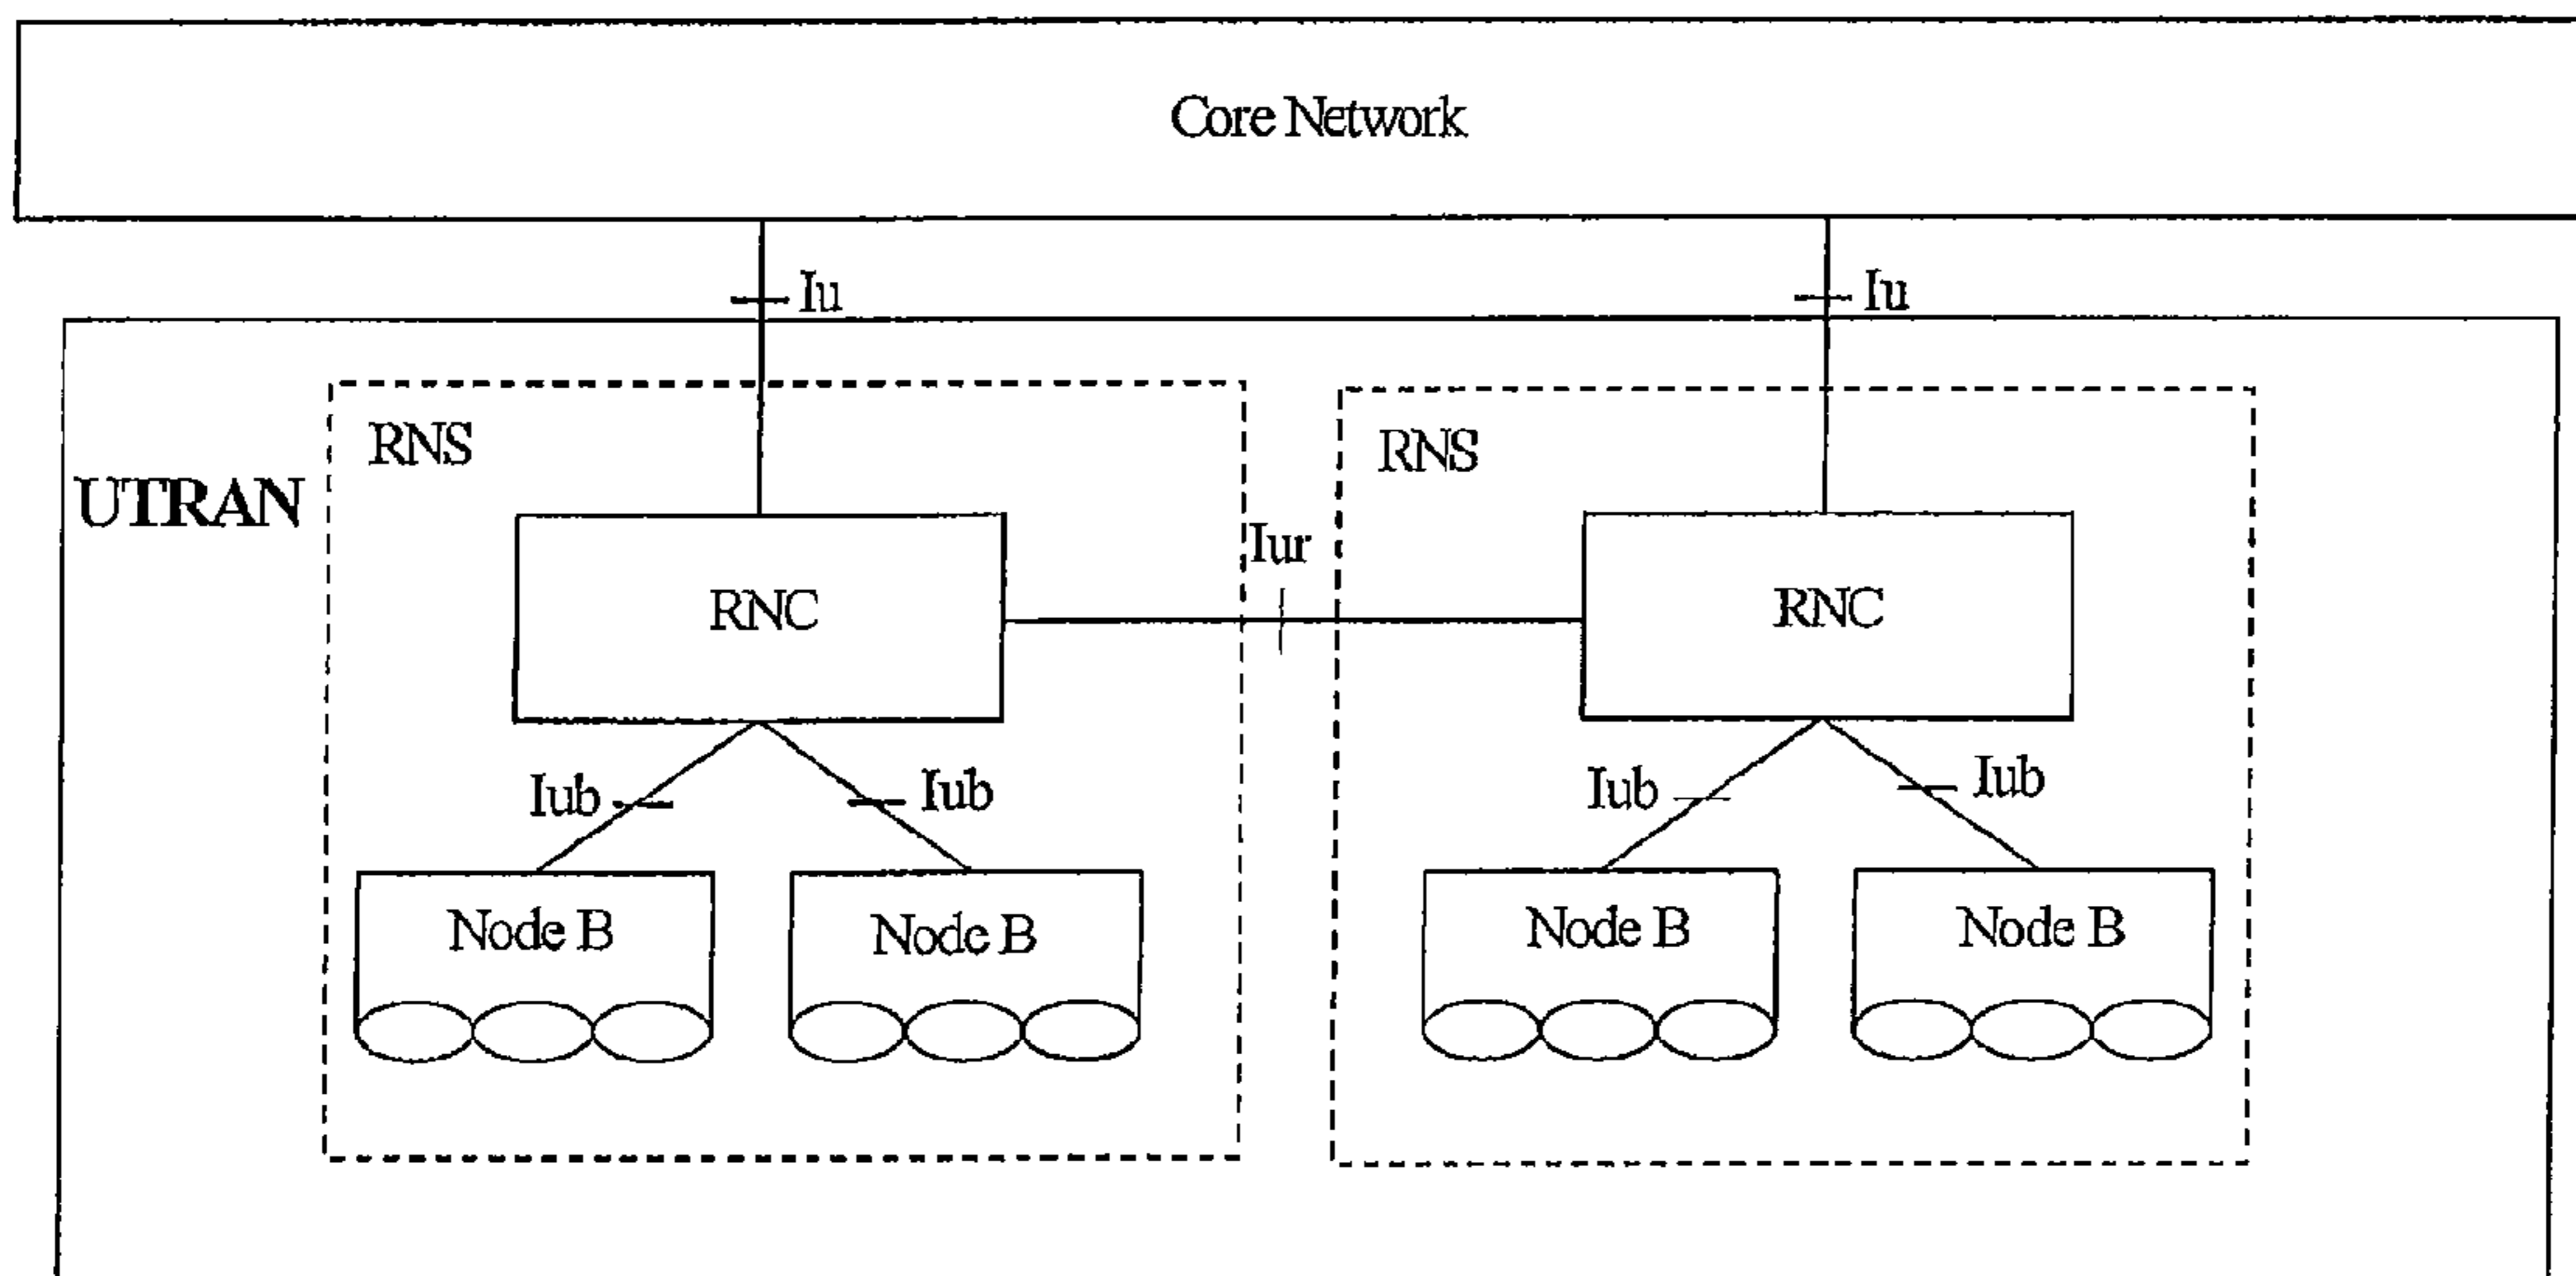 Core Network
Iu
Iu
RNS
RNS
UTRAN
Iur
RNC
RNC
Iub
Iub
Iub
Iub
Node B
Node B
Node B
Node B